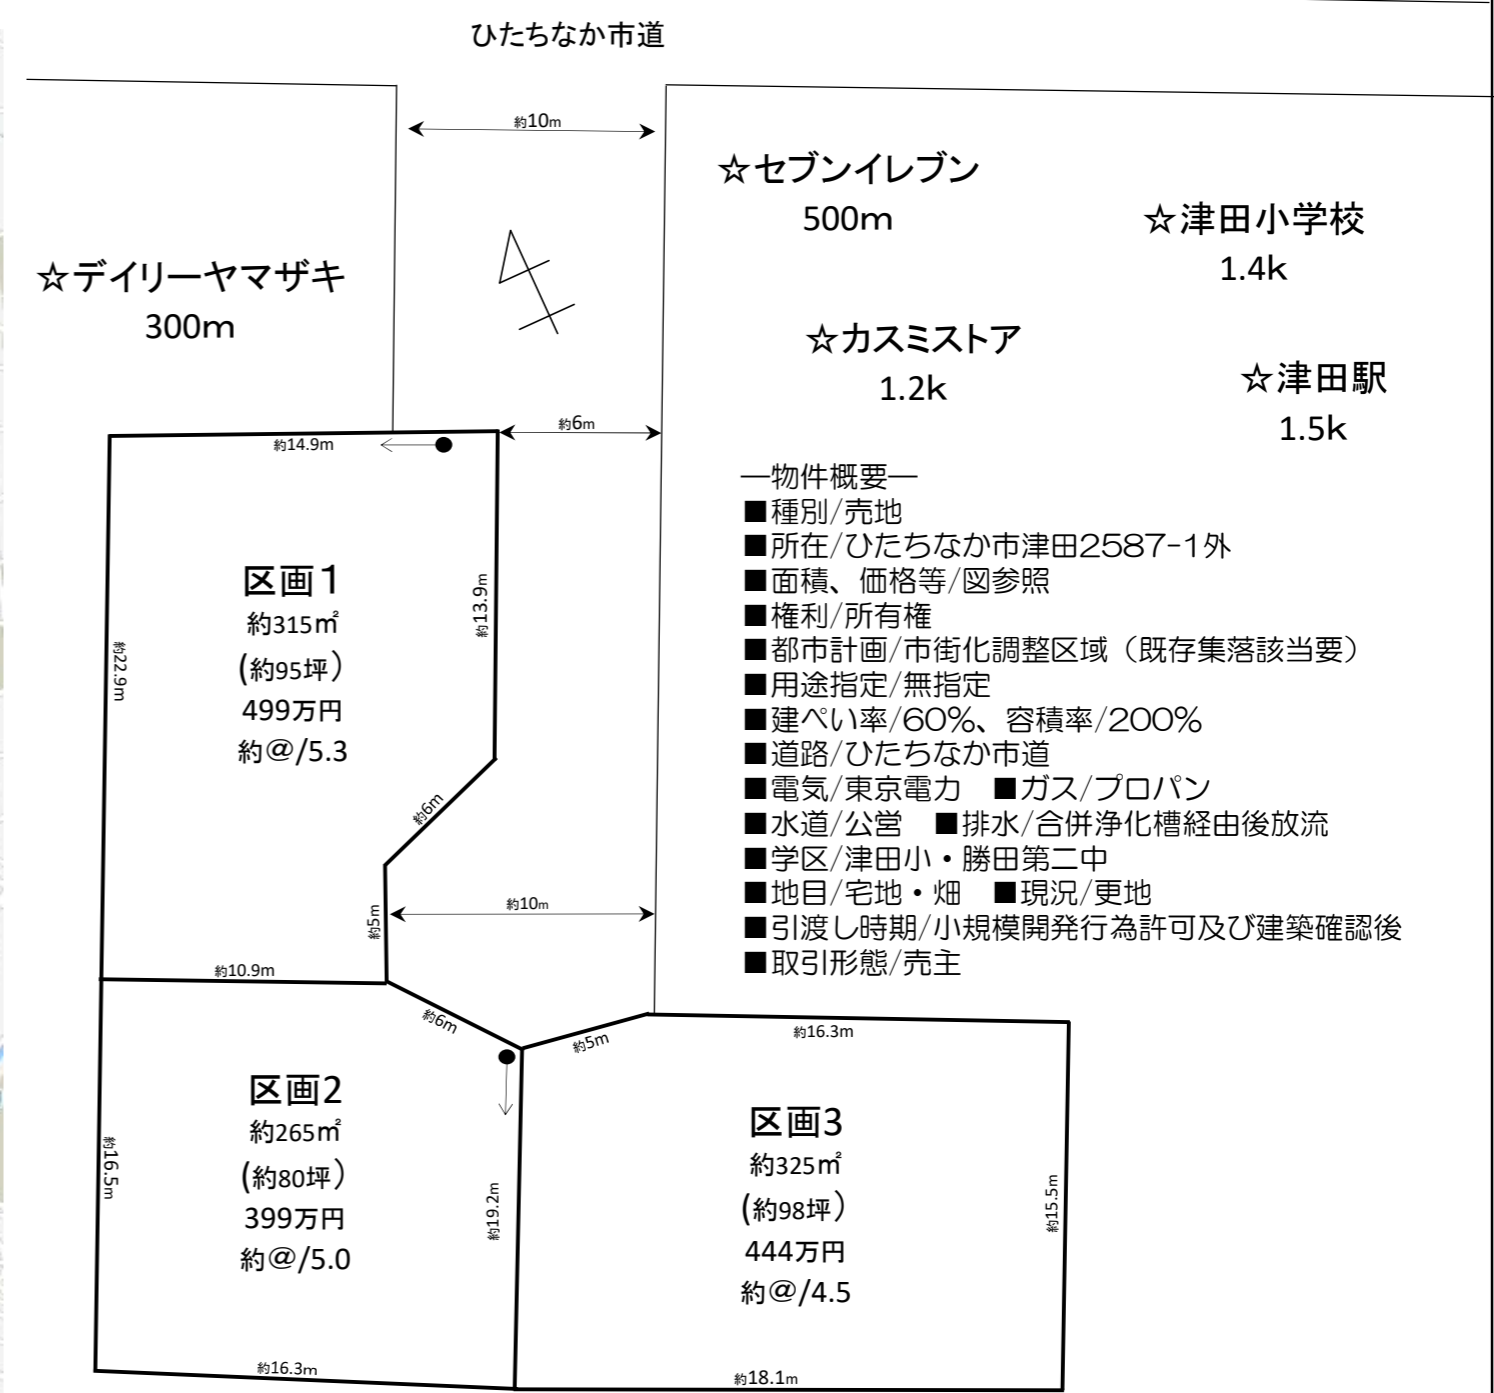 ひたちなか市道
約10m
☆セブンイレブン
500m
☆津田小学校
1.4k
☆デイリーヤマザキ
300m
☆カスミストア
1.2k
☆津田駅
1.5k
約14.9m
約6m
―物件概要―
■種別/売地
■所在/ひたちなか市津田2587-1外
■面積、価格等/図参照
■権利/所有権
■都市計画/市街化調整区域（既存集落該当要）
■用途指定/無指定
■建ぺい率/60%、容積率/200%
■道路/ひたちなか市道
■電気/東京電力　■ガス/プロパン
■水道/公営　■排水/合併浄化槽経由後放流
■学区/津田小・勝田第二中
■地目/宅地・畑　■現況/更地
■引渡し時期/小規模開発行為許可及び建築確認後
■取引形態/売主
区画1
約315㎡
(約95坪)
499万円
約@/5.3
約22.9m
約13.9m
約6m
約5m
約10m
約10.9m
約6m
約5m
約16.3m
区画2
約265㎡
(約80坪)
399万円
約@/5.0
約16.5m
約19.2m
約16.3m
区画3
約325㎡
(約98坪)
444万円
約@/4.5
約15.5m
約18.1m